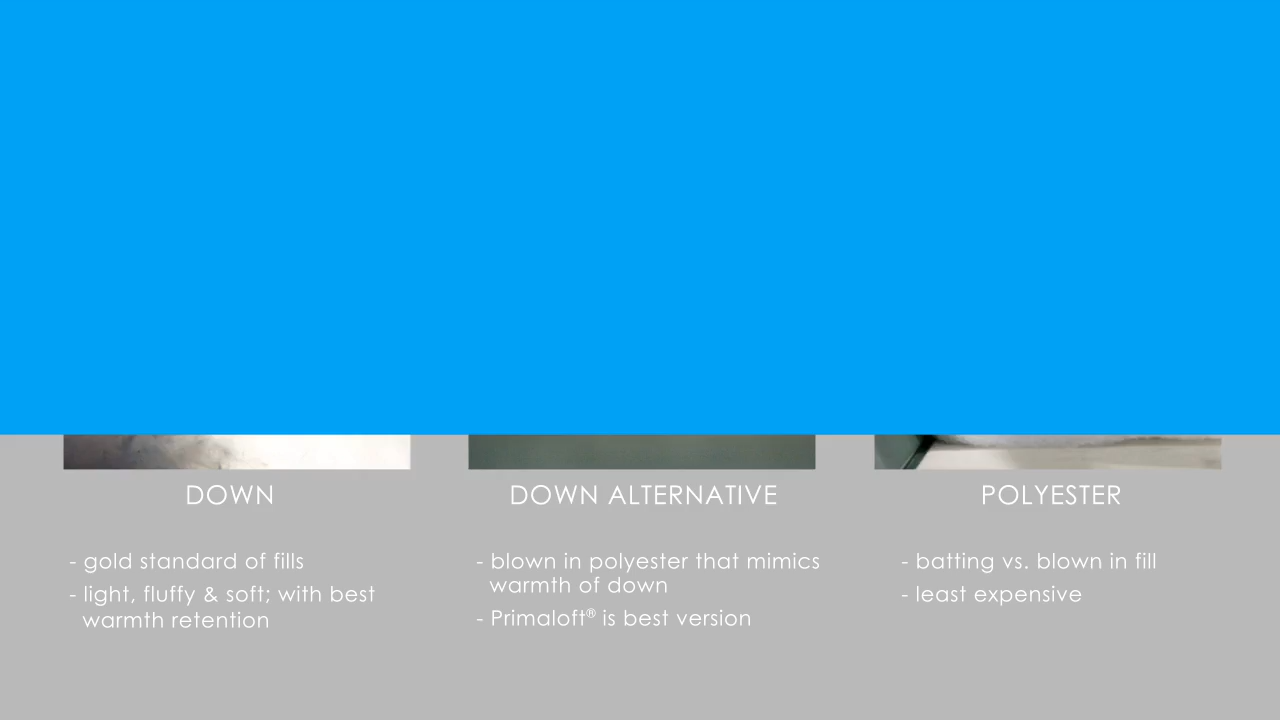 DOWN
- gold standard of fills
- light, fluffy & soft; with best
warmth retention
DOWN ALTERNATIVE
- blown in polyester that mimics
warmth of down
- Primaloft® is best version
POLYESTER
- batting vs. blown in fill
- least expensive